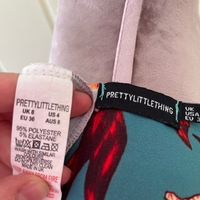 PRETTYLITTLETHING
UK 8 US 4
EU 36 AUS 8
95% POLYESTER
5% ELASTANE
PRETTYLITTLETHING
UK
USA
EU